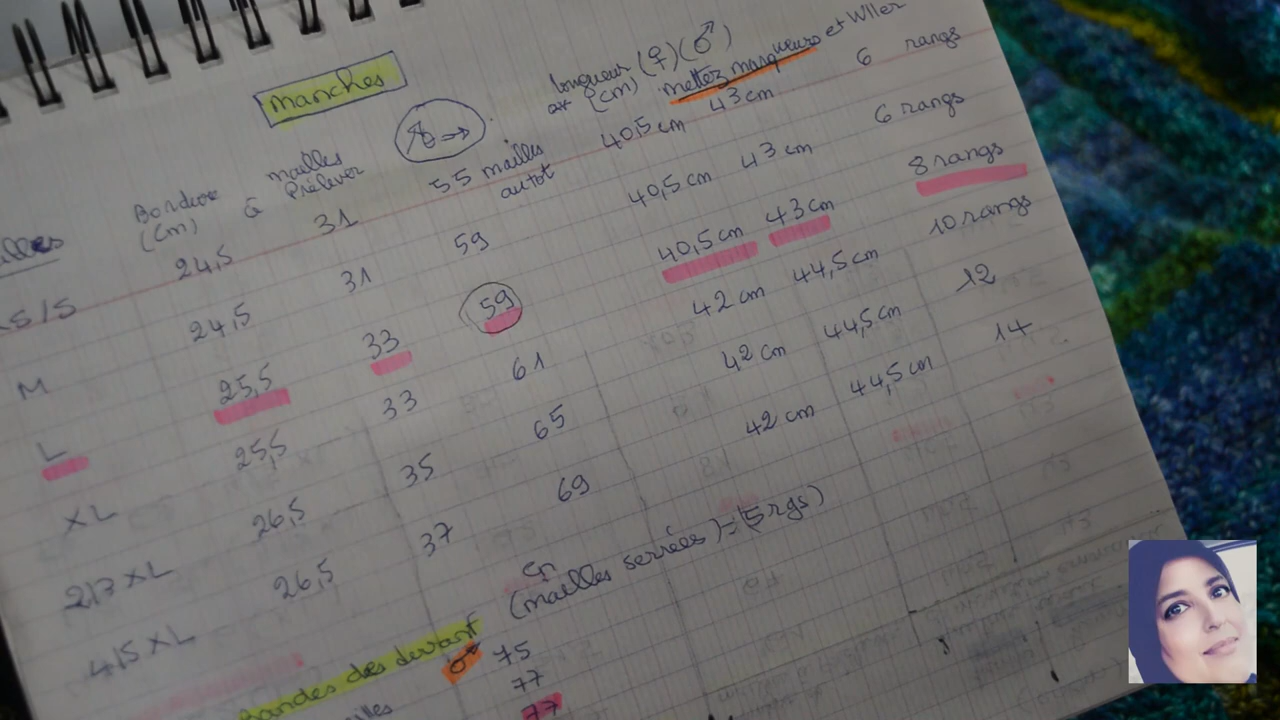 manches
longueur (♀)(♂)
(cm) mettez marqueurs et
Bordure mailles
(cm) Prélever
XS/S 24,5 31 55 mailles 40,5 cm 43 cm 6 rangs
au tot
M 24,5 31 59 40,5 cm 43 cm 6 rangs
L 25,5 33 59 40,5 cm 43 cm 8 rangs
XL 25,5 33 61 42 cm 44,5 cm 10 rangs
2/3 XL 26,5 35 65 42 cm 44,5 cm 12
4/5 XL 26,5 37 69 42 cm 44,5 cm 14
Bandes des devant (mailles serrées) = (5 rgs)
75
77
77